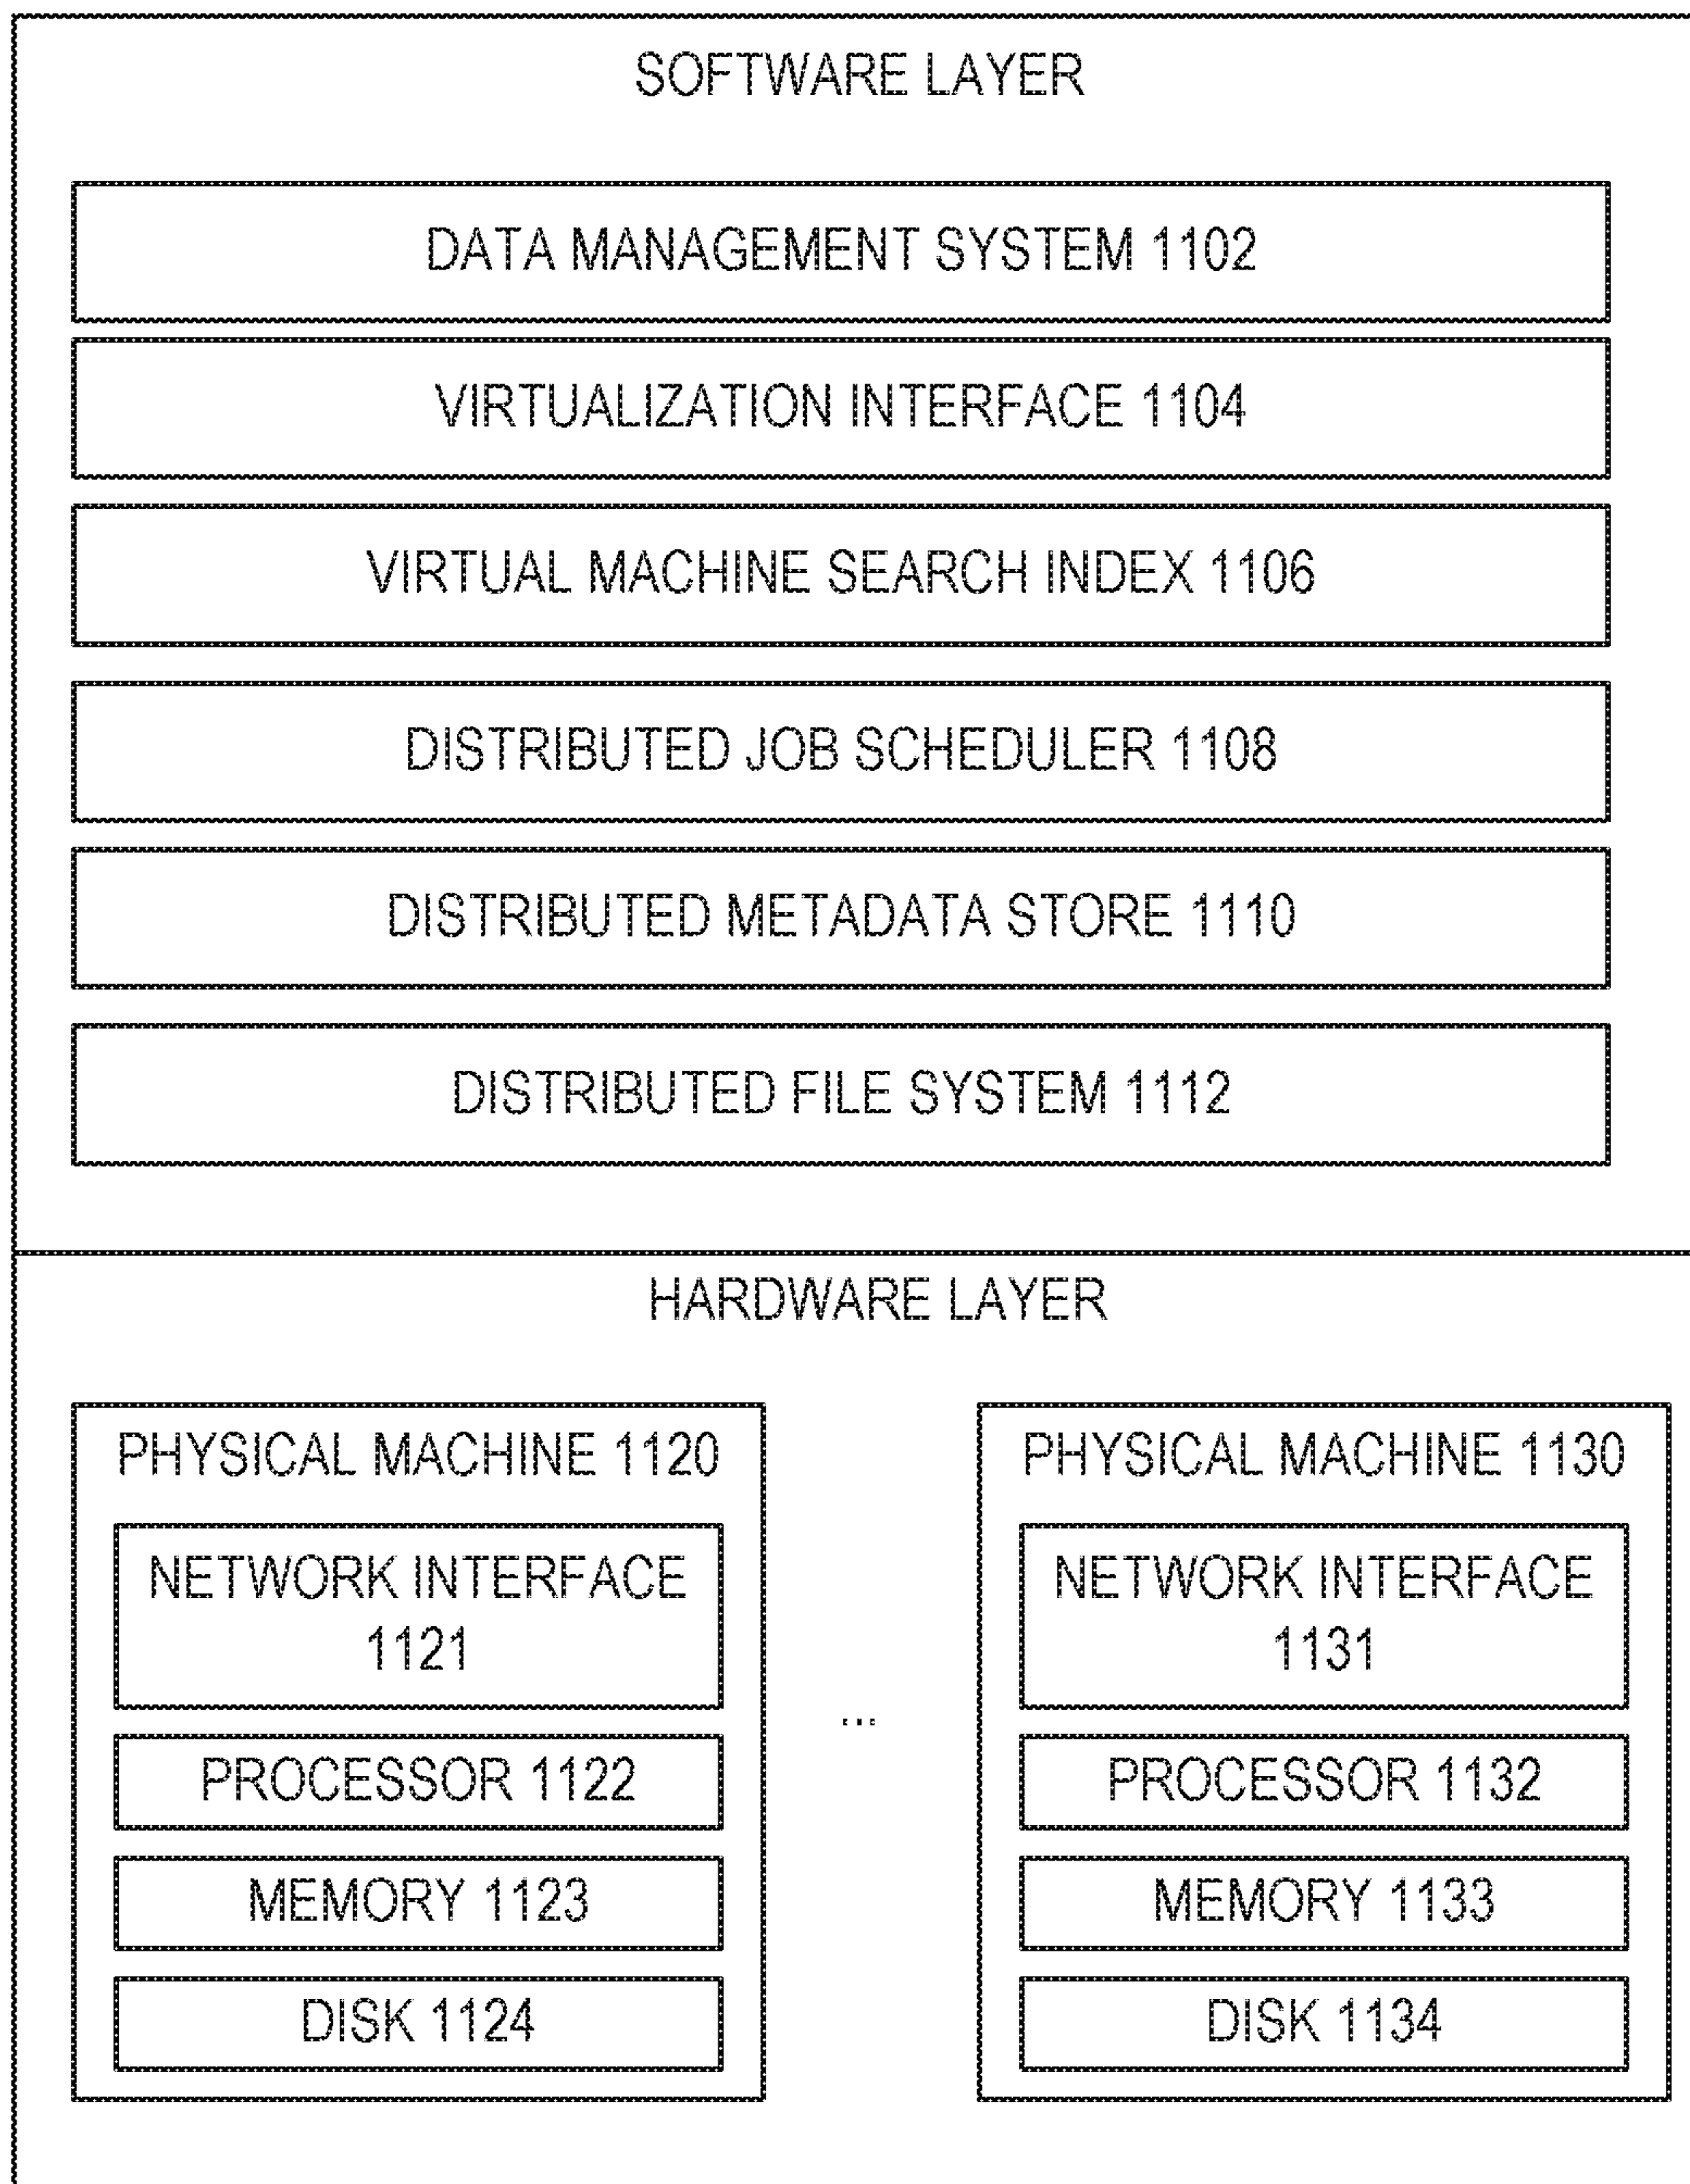 SOFTWARE LAYER
DATA MANAGEMENT SYSTEM 1102
VIRTUALIZATION INTERFACE 1104
VIRTUAL MACHINE SEARCH INDEX 1106
DISTRIBUTED JOB SCHEDULER 1108
DISTRIBUTED METADATA STORE 1110
DISTRIBUTED FILE SYSTEM 1112
HARDWARE LAYER
PHYSICAL MACHINE 1120
NETWORK INTERFACE
1121
PROCESSOR 1122
MEMORY 1123
DISK 1124
...
PHYSICAL MACHINE 1130
NETWORK INTERFACE
1131
PROCESSOR 1132
MEMORY 1133
DISK 1134